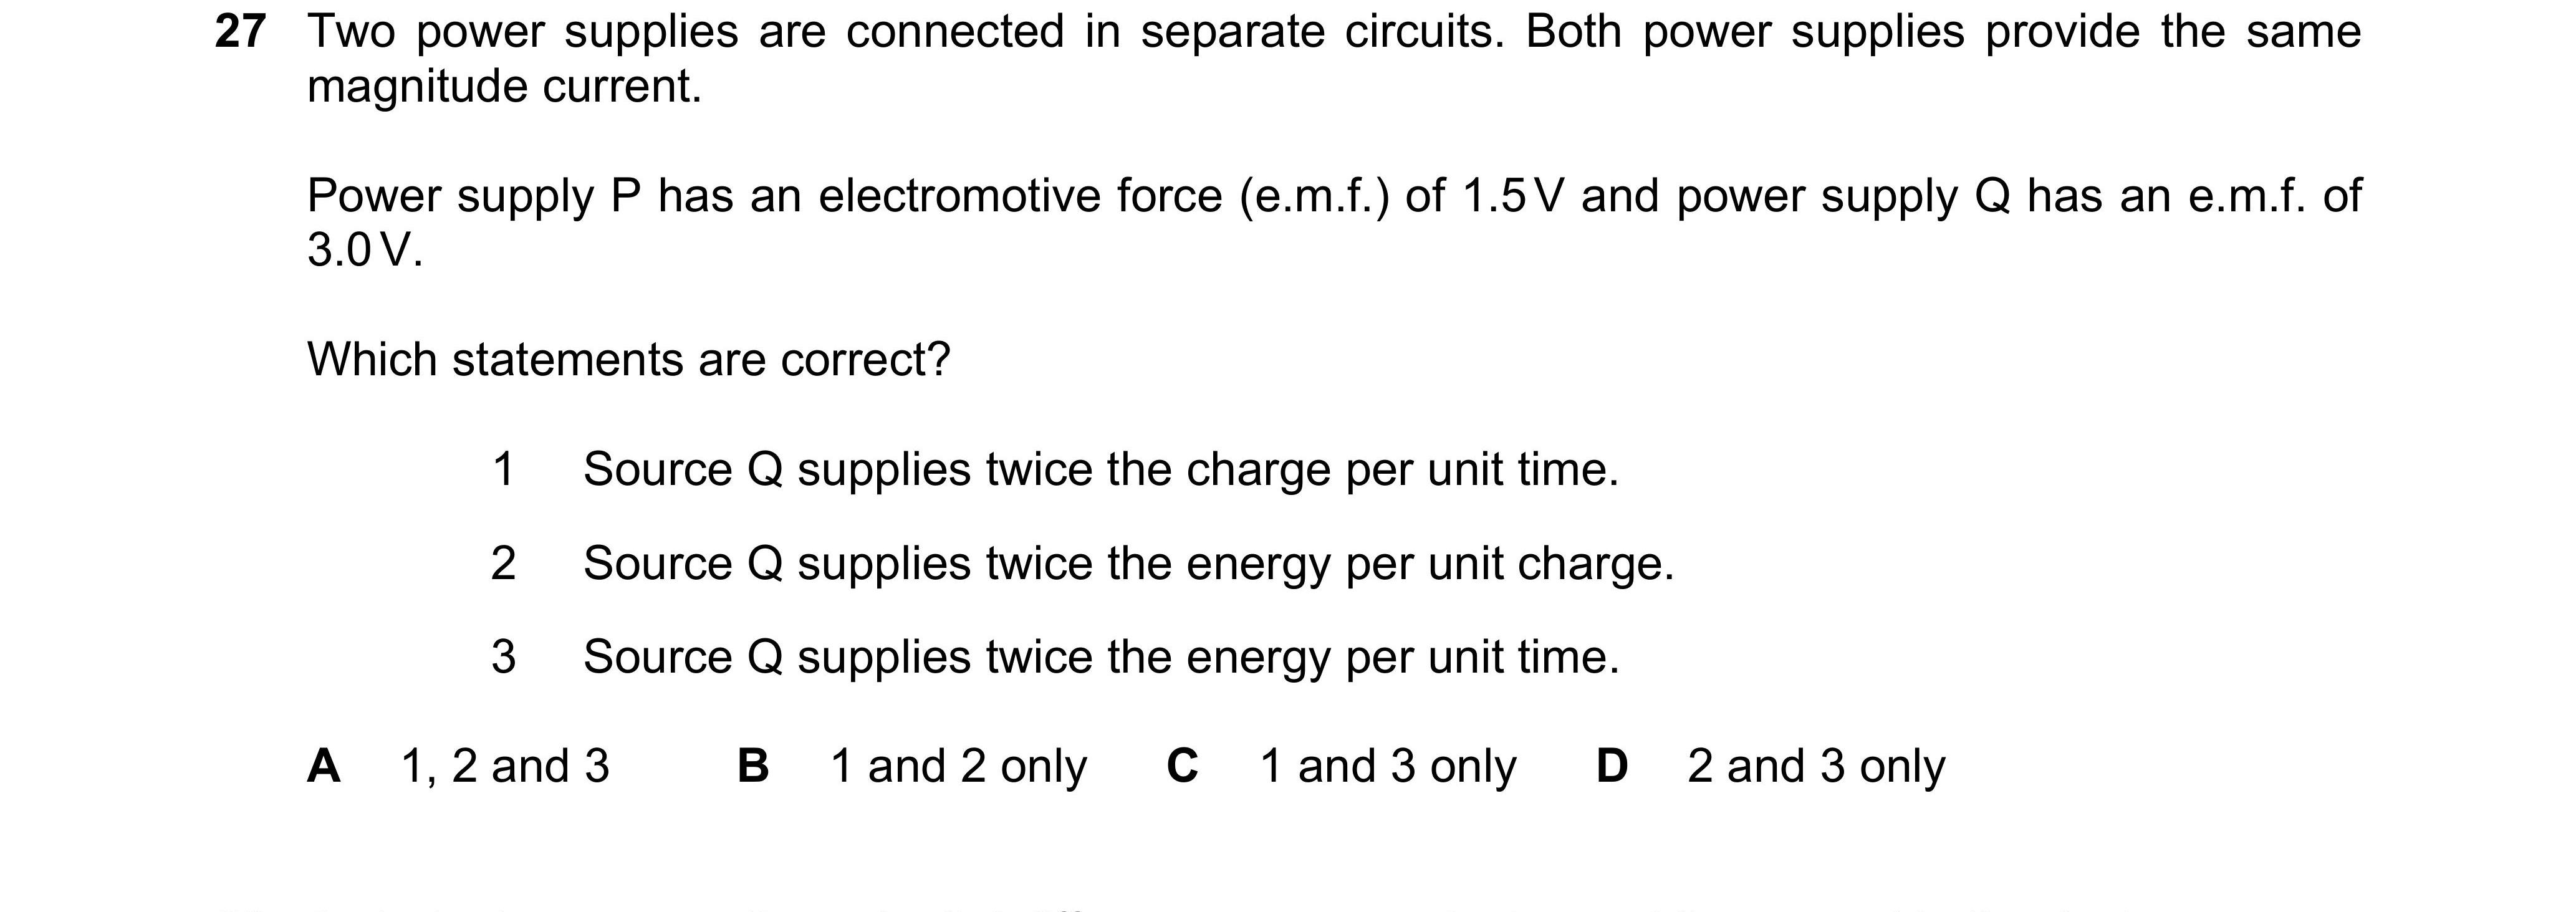 27 Two power supplies are connected in separate circuits. Both power supplies provide the same
magnitude current.
Power supply P has an electromotive force (e.m.f.) of 1.5 V and power supply Q has an e.m.f. of
3.0 V.
Which statements are correct?
1 Source Q supplies twice the charge per unit time.
2 Source Q supplies twice the energy per unit charge.
3 Source Q supplies twice the energy per unit time.
A 1, 2 and 3 B 1 and 2 only C 1 and 3 only D 2 and 3 only